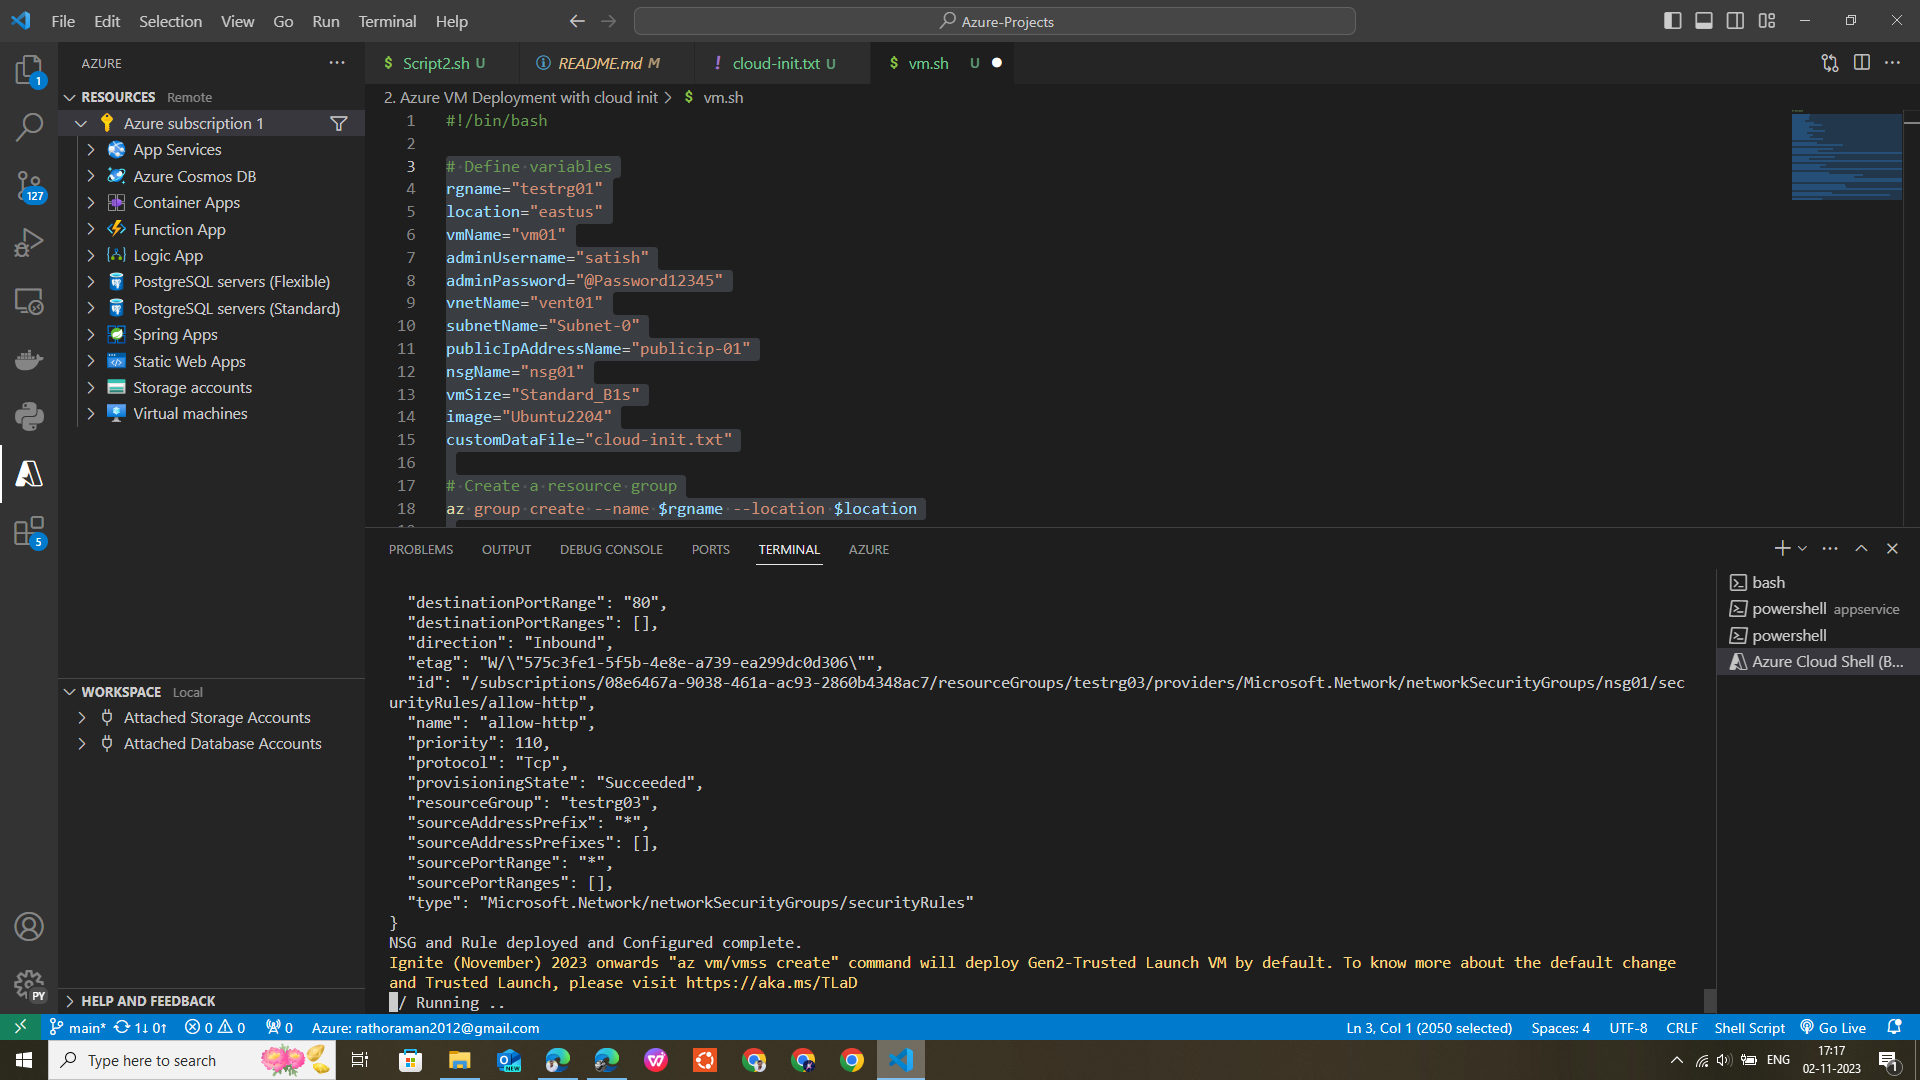 File Edit Selection View Go Run Terminal Help
Azure-Projects
AZURE
RESOURCES Remote
Azure subscription 1
App Services
Azure Cosmos DB
Container Apps
Function App
Logic App
PostgreSQL servers (Flexible)
PostgreSQL servers (Standard)
Spring Apps
Static Web Apps
Storage accounts
Virtual machines
WORKSPACE Local
Attached Storage Accounts
Attached Database Accounts
HELP AND FEEDBACK
1
127
5
PY
$ Script2.sh U
README.md M
! cloud-init.txt U
$ vm.sh U
2. Azure VM Deployment with cloud init > $ vm.sh
1 #!/bin/bash
2
3 # Define variables
4 rgname="testrg01"
5 location="eastus"
6 vmName="vm01"
7 adminUsername="satish"
8 adminPassword="@Password12345"
9 vnetName="vent01"
10 subnetName="Subnet-0"
11 publicIpAddressName="publicip-01"
12 nsgName="nsg01"
13 vmSize="Standard_B1s"
14 image="Ubuntu2204"
15 customDataFile="cloud-init.txt"
16
17 # Create a resource group
18 az group create --name $rgname --location $location
PROBLEMS OUTPUT DEBUG CONSOLE PORTS TERMINAL AZURE
"destinationPortRange": "80",
"destinationPortRanges": [],
"direction": "Inbound",
"etag": "W/\"575c3fe1-5f5b-4e8e-a739-ea299dc0d306\"",
"id": "/subscriptions/08e6467a-9038-461a-ac93-2860b4348ac7/resourceGroups/testrg03/providers/Microsoft.Network/networkSecurityGroups/nsg01/sec
urityRules/allow-http",
"name": "allow-http",
"priority": 110,
"protocol": "Tcp",
"provisioningState": "Succeeded",
"resourceGroup": "testrg03",
"sourceAddressPrefix": "*",
"sourceAddressPrefixes": [],
"sourcePortRange": "*",
"sourcePortRanges": [],
"type": "Microsoft.Network/networkSecurityGroups/securityRules"
}
NSG and Rule deployed and Configured complete.
Ignite (November) 2023 onwards "az vm/vmss create" command will deploy Gen2-Trusted Launch VM by default. To know more about the default change
and Trusted Launch, please visit https://aka.ms/TLaD
/ Running ..
bash
powershell appservice
powershell
Azure Cloud Shell (B...
main* 1↓ 0↑ 0 0 0 Azure: rathoraman2012@gmail.com
Ln 3, Col 1 (2050 selected) Spaces: 4 UTF-8 CRLF Shell Script Go Live
Type here to search
NEW
ENG
17:17
02-11-2023
1